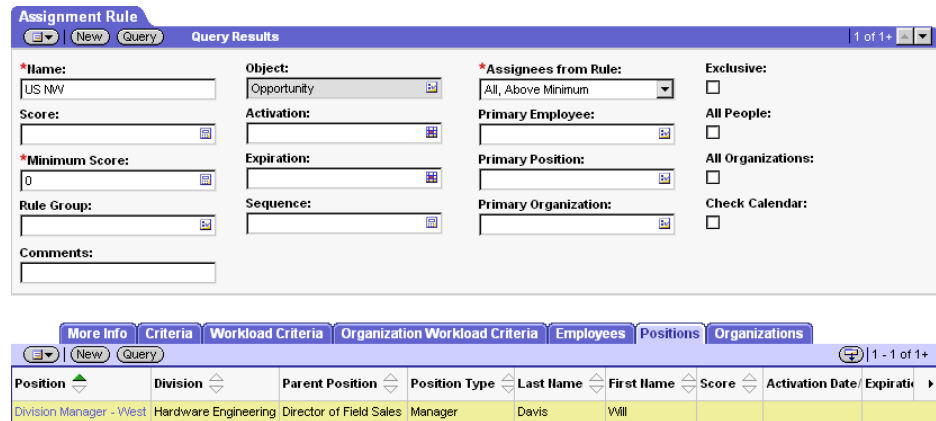 Assignment Rule
New Query Query Results 1 of 1+
*Name: Object: *Assignees from Rule: Exclusive:
US NW Opportunity All, Above Minimum
Score: Activation: Primary Employee: All People:
*Minimum Score: Expiration: Primary Position: All Organizations:
0
Rule Group: Sequence: Primary Organization: Check Calendar:
Comments:
More Info Criteria Workload Criteria Organization Workload Criteria Employees Positions Organizations
New Query 1 - 1 of 1+
Position Division Parent Position Position Type Last Name First Name Score Activation Date/ Expiratio
Division Manager - West Hardware Engineering Director of Field Sales Manager Davis Will